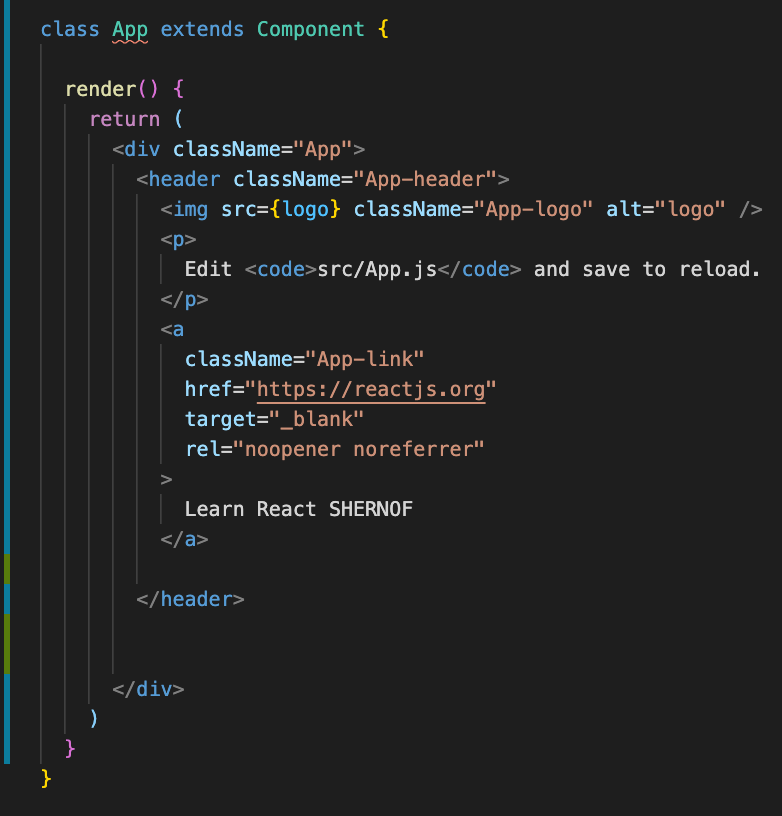 class App extends Component {
render() {
return (
<div className="App">
<header className="App-header">
<img src={logo} className="App-logo" alt="logo" />
<p>
Edit <code>src/App.js</code> and save to reload.
</p>
<a
className="App-link"
href="https://reactjs.org"
target="_blank"
rel="noopener noreferrer"
>
Learn React SHERNOF
</a>
</header>
</div>
)
}
}